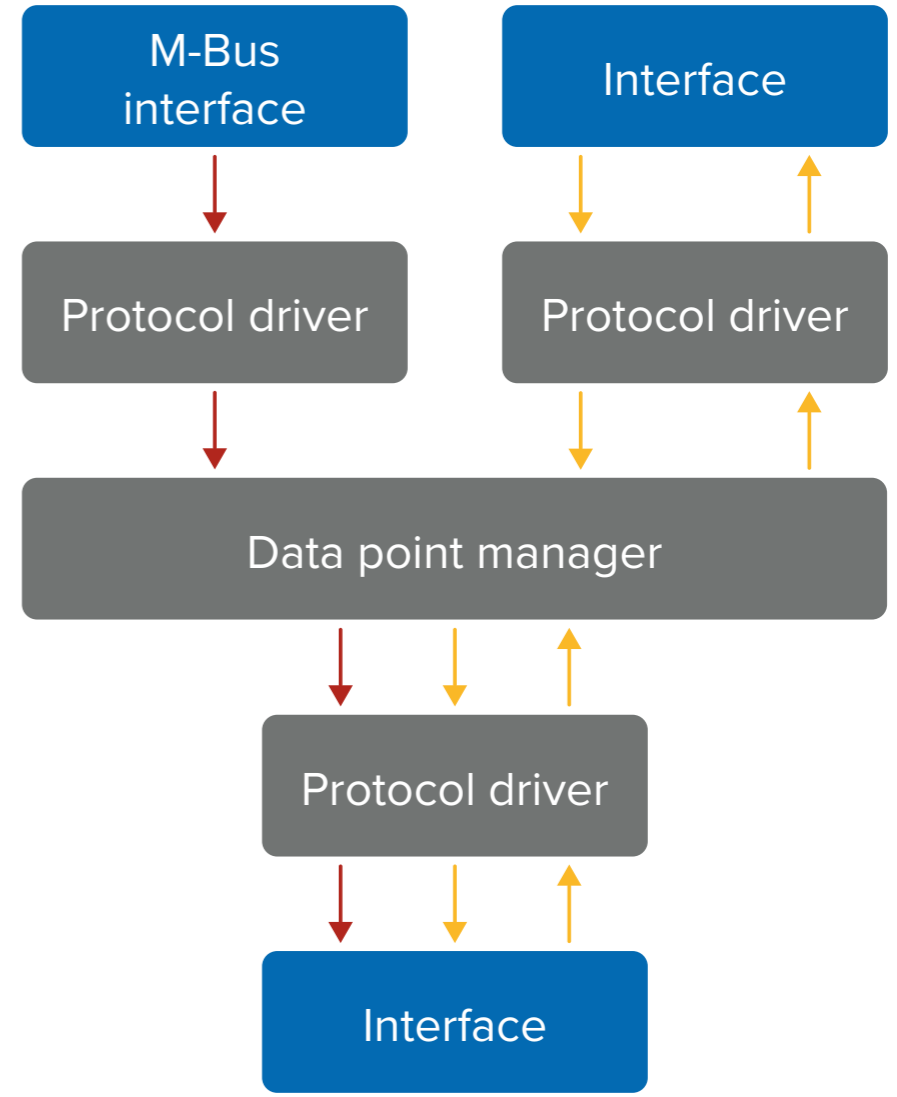 M-Bus
interface
Interface
Protocol driver
Protocol driver
Data point manager
Protocol driver
Interface